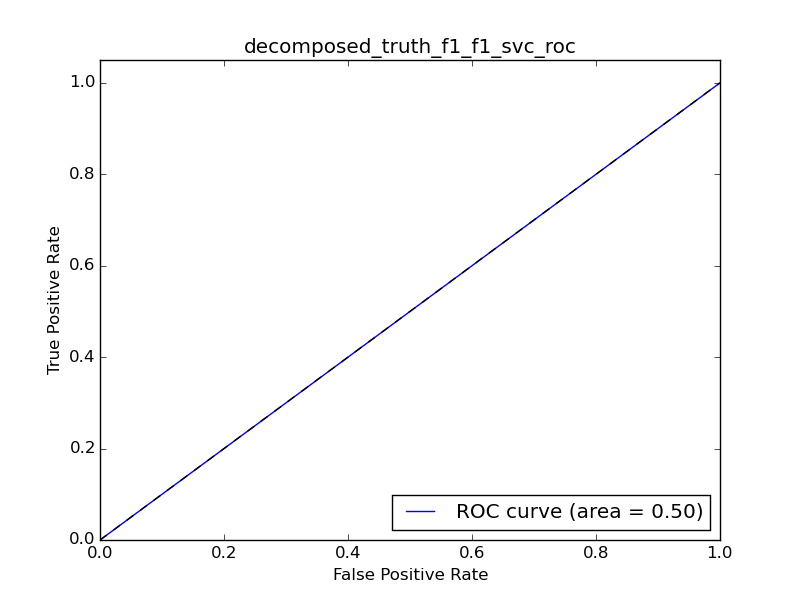 decomposed_truth_f1_f1_svc_roc
1.0
0.8
0.6
0.4
0.2
0.0
True Positive Rate
ROC curve (area = 0.50)
0.0 0.2 0.4 0.6 0.8 1.0
False Positive Rate